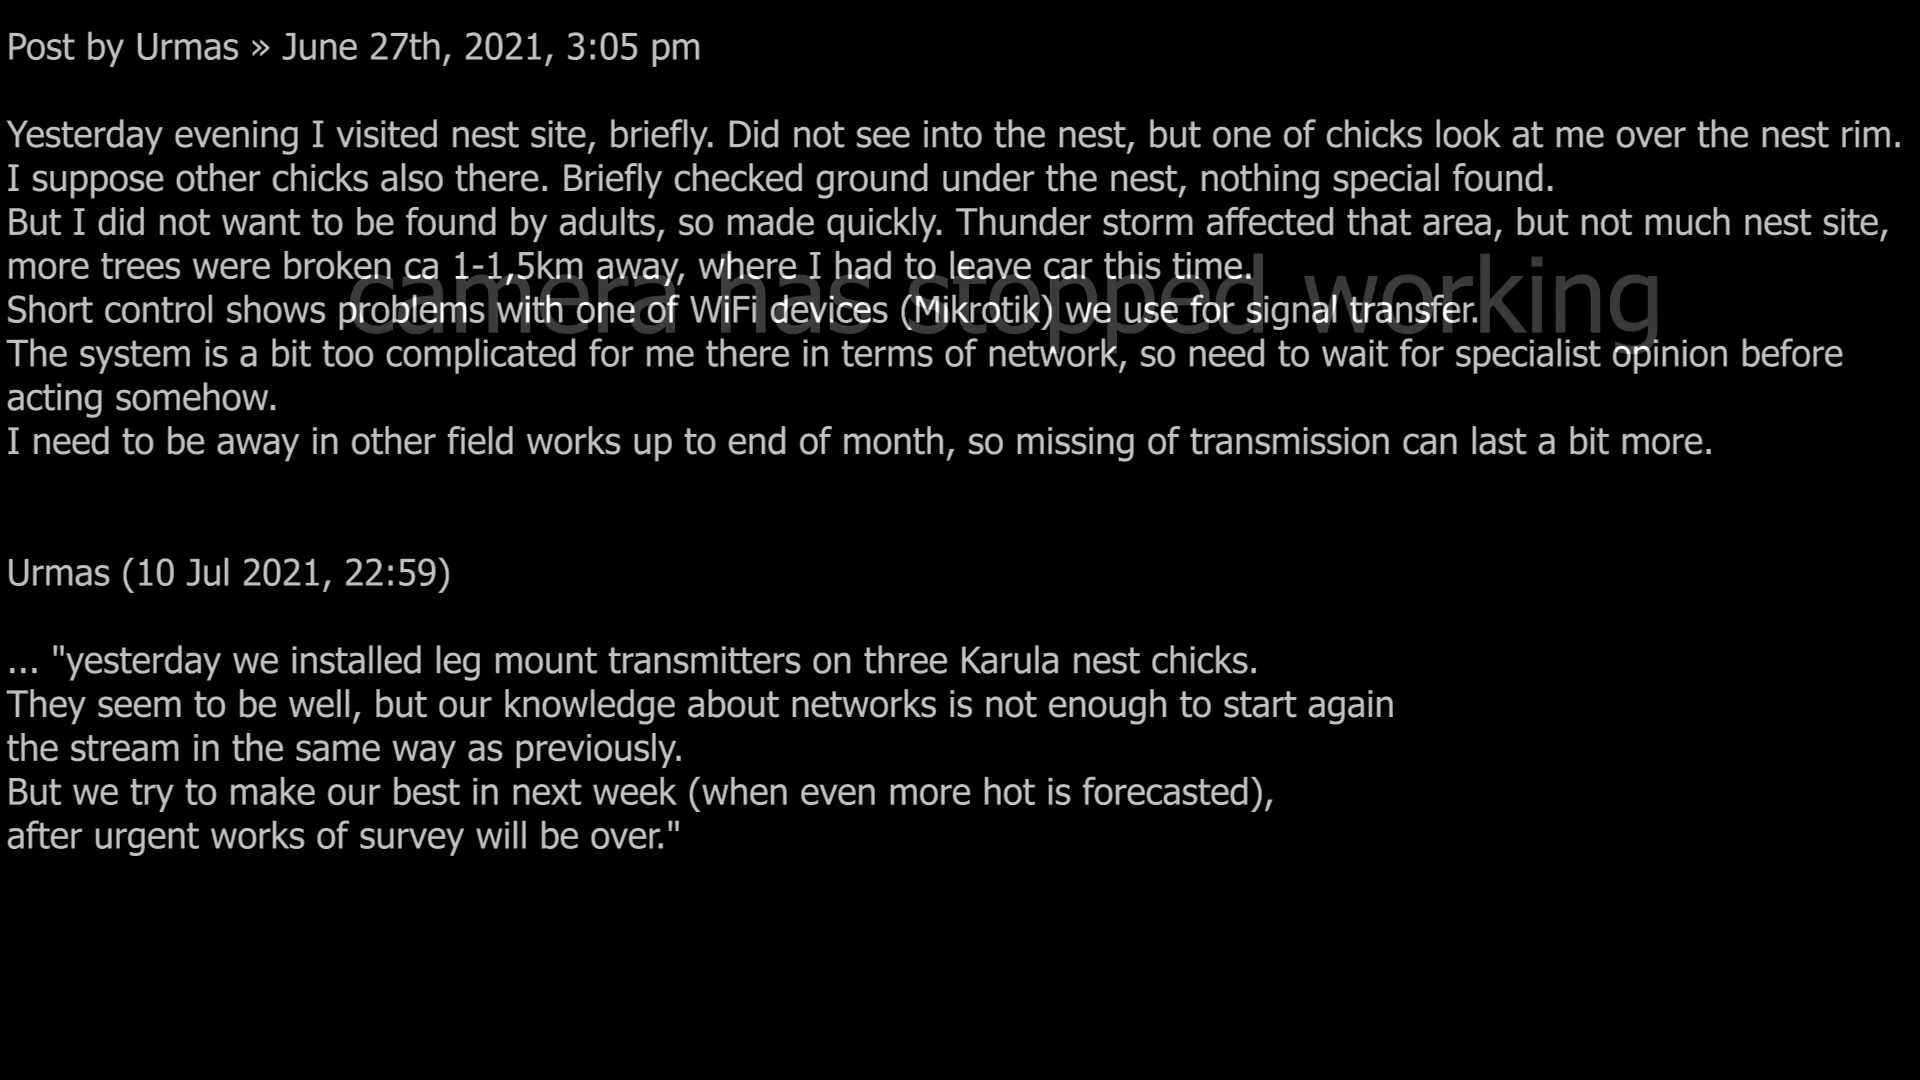 Post by Urmas » June 27th, 2021, 3:05 pm
Yesterday evening I visited nest site, briefly. Did not see into the nest, but one of chicks look at me over the nest rim.
I suppose other chicks also there. Briefly checked ground under the nest, nothing special found.
But I did not want to be found by adults, so made quickly. Thunder storm affected that area, but not much nest site,
more trees were broken ca 1-1,5km away, where I had to leave car this time.
camera has stopped working
Short control shows problems with one of WiFi devices (Mikrotik) we use for signal transfer.
The system is a bit too complicated for me there in terms of network, so need to wait for specialist opinion before
acting somehow.
I need to be away in other field works up to end of month, so missing of transmission can last a bit more.
Urmas (10 Jul 2021, 22:59)
... "yesterday we installed leg mount transmitters on three Karula nest chicks.
They seem to be well, but our knowledge about networks is not enough to start again
the stream in the same way as previously.
But we try to make our best in next week (when even more hot is forecasted),
after urgent works of survey will be over."